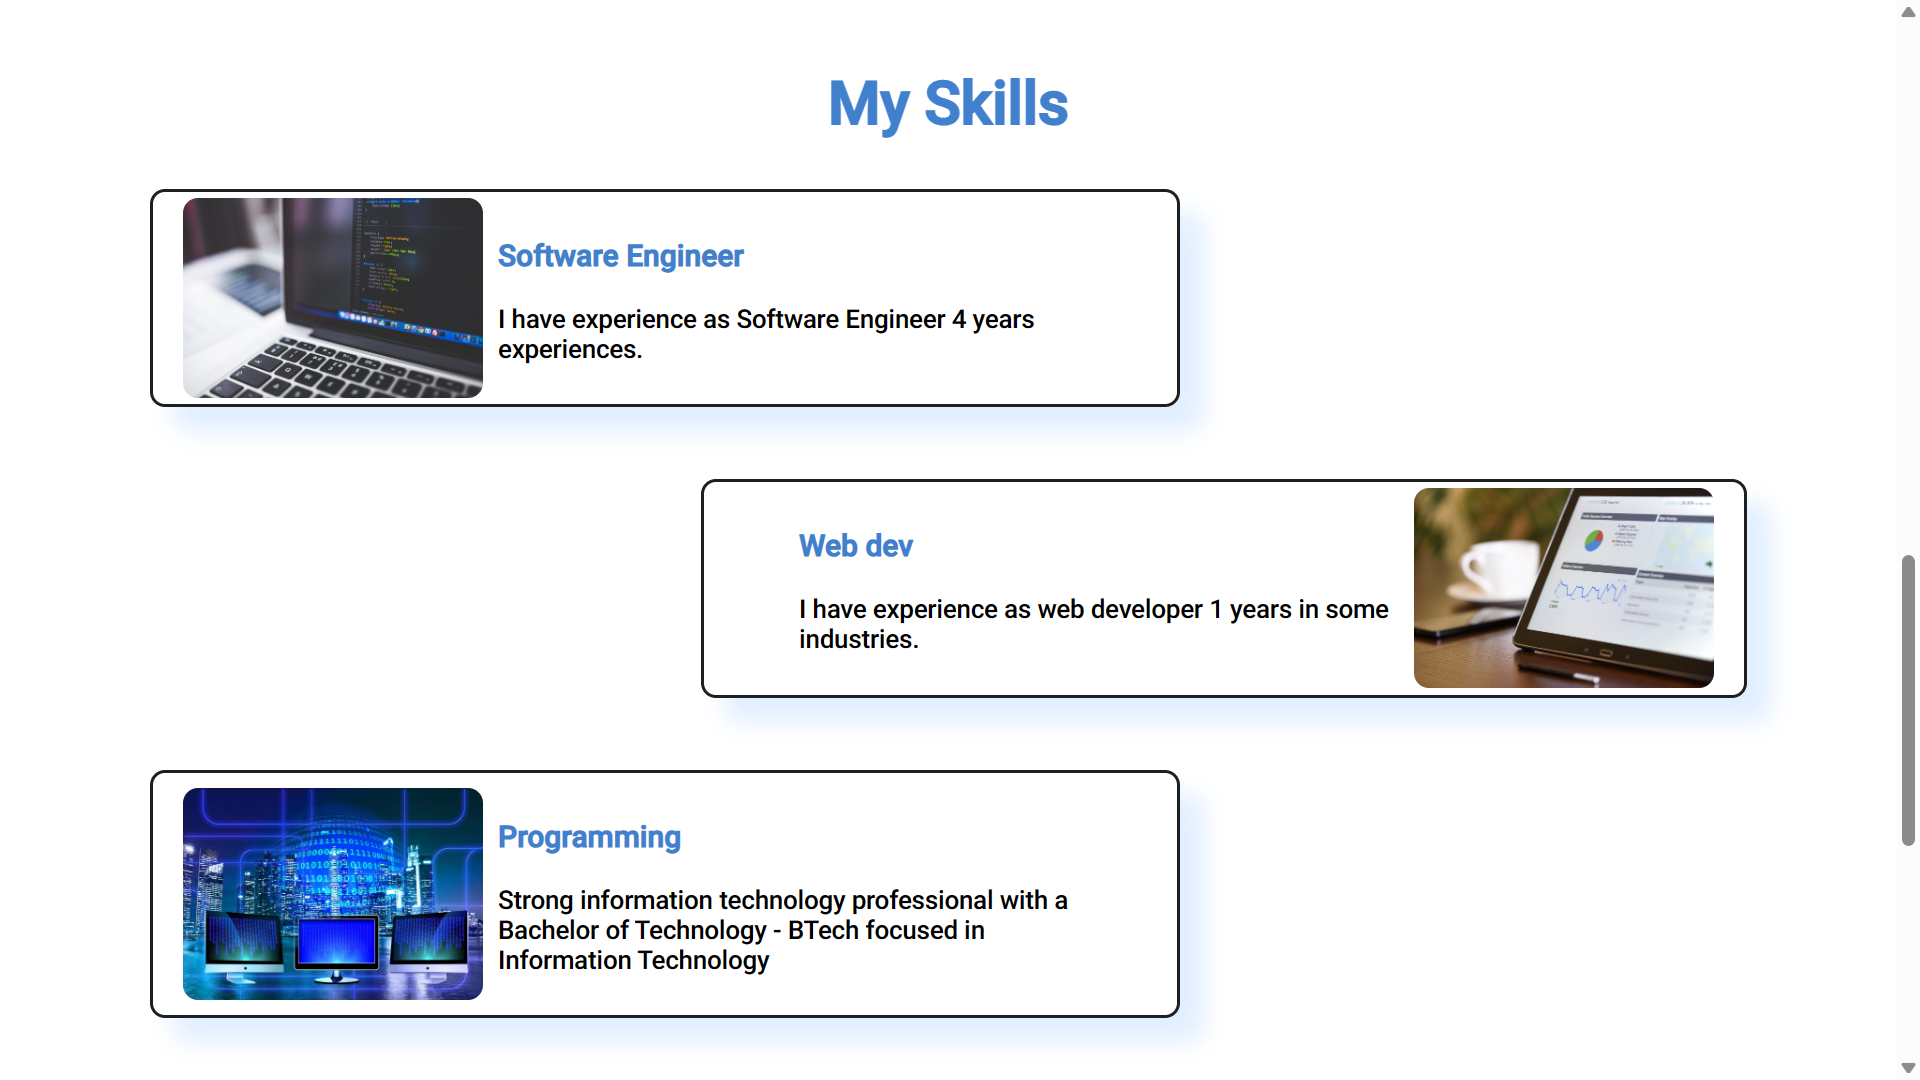 My Skills
Software Engineer
I have experience as Software Engineer 4 years
experiences.
Web dev
I have experience as web developer 1 years in some
industries.
Programming
Strong information technology professional with a
Bachelor of Technology - BTech focused in
Information Technology